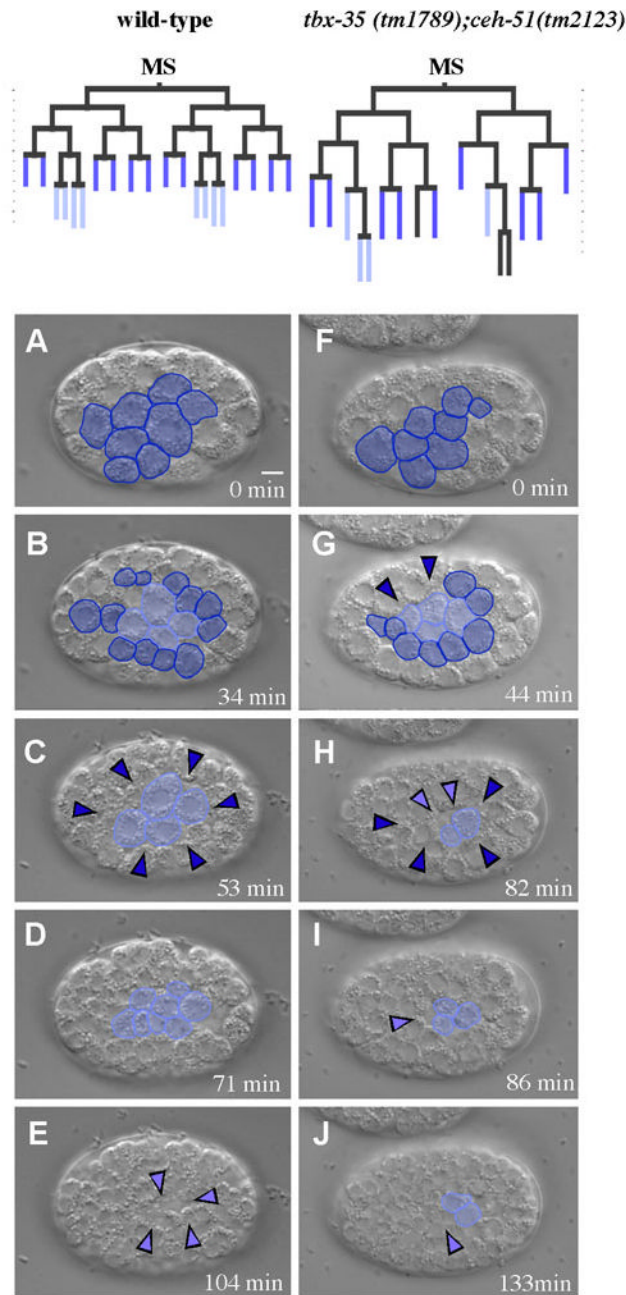 wild-type tbx-35 (tm1789);ceh-51(tm2123)
MS MS
A F
0 min 0 min
B G
34 min 44 min
C H
53 min 82 min
D I
71 min 86 min
E J
104 min 133min